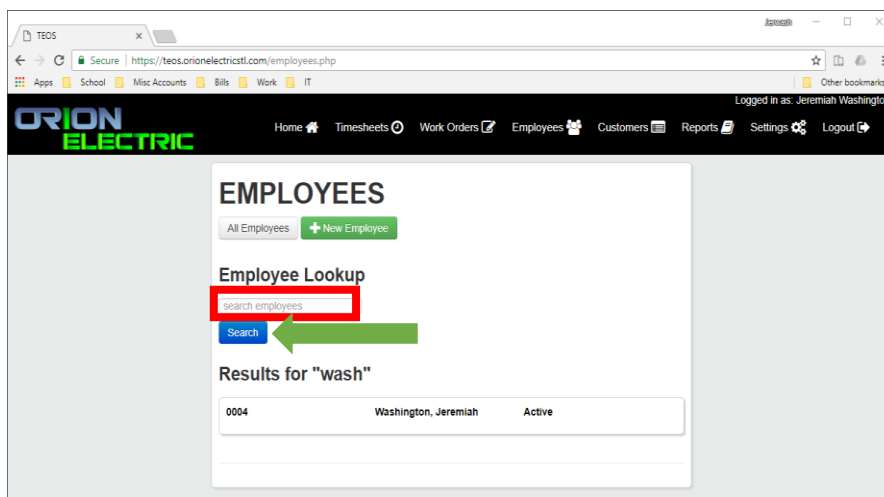 Jeremiah
TEOS
Secure https://teos.orionelectricstl.com/employees.php
Apps School Misc Accounts Bills Work IT Other bookmarks
Logged in as: Jeremiah Washingto
ORION
ELECTRIC
Home Timesheets Work Orders Employees Customers Reports Settings Logout
EMPLOYEES
All Employees New Employee
Employee Lookup
search employees
Search
Results for "wash"
0004 Washington, Jeremiah Active